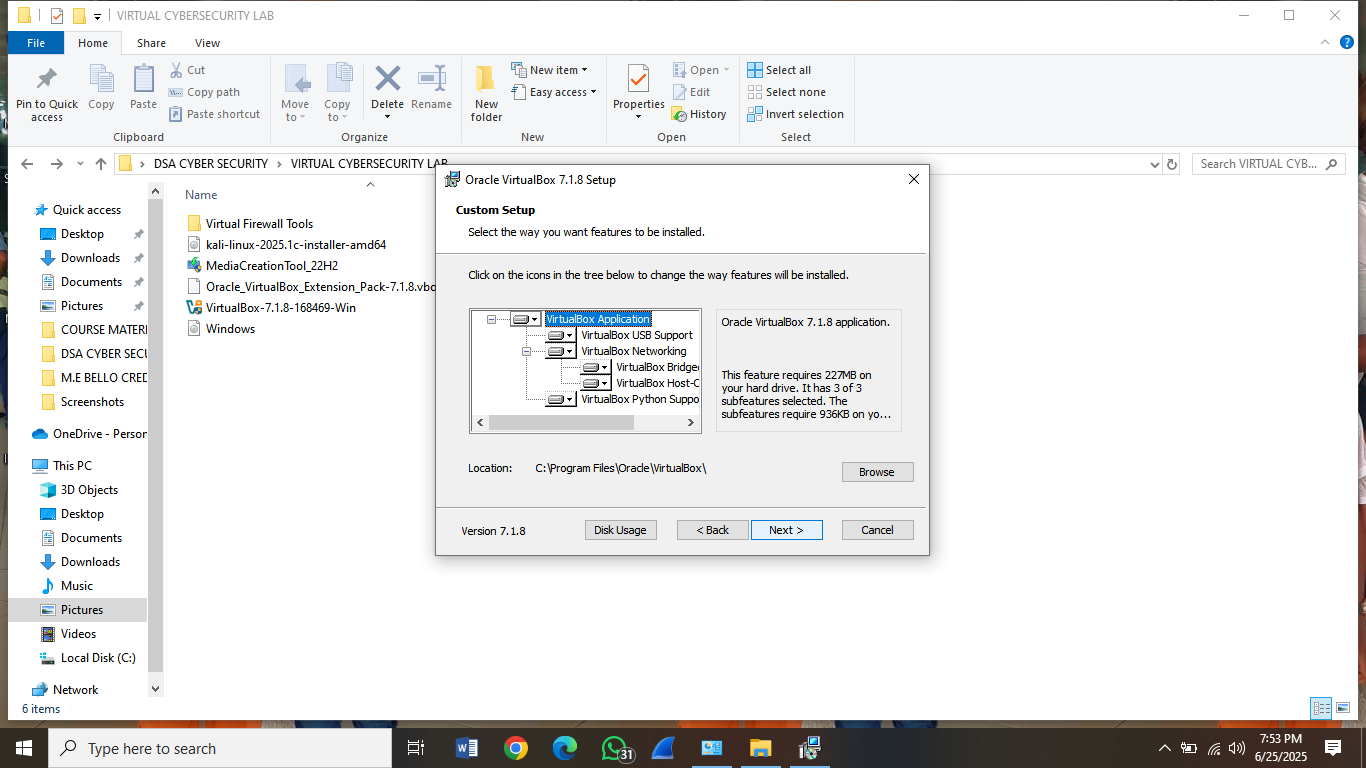 VIRTUAL CYBERSECURITY LAB
File Home Share View
Pin to Quick access
Copy
Paste
Cut
Copy path
Paste shortcut
Clipboard
Move to
Copy to
Delete
Rename
Organize
New folder
New item
Easy access
New
Properties
Open
Edit
History
Open
Select all
Select none
Invert selection
Select
DSA CYBER SECURITY > VIRTUAL CYBERSECURITY LAB
Search VIRTUAL CYB...
Quick access
Desktop
Downloads
Documents
Pictures
COURSE MATERI
DSA CYBER SECU
M.E BELLO CRED
Screenshots
OneDrive - Person
This PC
3D Objects
Desktop
Documents
Downloads
Music
Pictures
Videos
Local Disk (C:)
Network
6 items
Name
Virtual Firewall Tools
kali-linux-2025.1c-installer-amd64
MediaCreationTool_22H2
Oracle_VirtualBox_Extension_Pack-7.1.8.vbo
VirtualBox-7.1.8-168469-Win
Windows
Oracle VirtualBox 7.1.8 Setup
Custom Setup
Select the way you want features to be installed.
Click on the icons in the tree below to change the way features will be installed.
VirtualBox Application
VirtualBox USB Support
VirtualBox Networking
VirtualBox Bridged
VirtualBox Host-O
VirtualBox Python Suppo
Oracle VirtualBox 7.1.8 application.
This feature requires 227MB on
your hard drive. It has 3 of 3
subfeatures selected. The
subfeatures require 936KB on yo...
Location: C:\Program Files\Oracle\VirtualBox\
Browse
Version 7.1.8
Disk Usage
< Back
Next >
Cancel
Type here to search
31
7:53 PM
6/25/2025